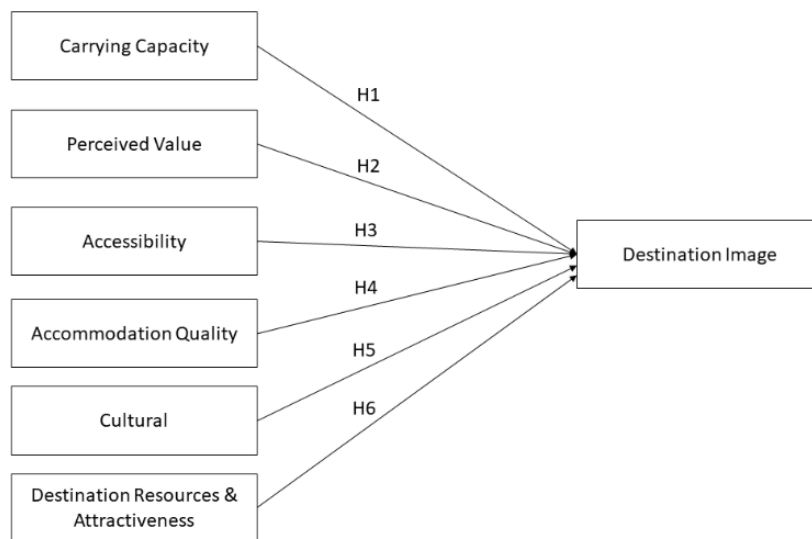 Carrying Capacity
H1
Perceived Value
H2
Accessibility
H3
Destination Image
H4
Accommodation Quality
H5
Cultural
H6
Destination Resources &
Attractiveness